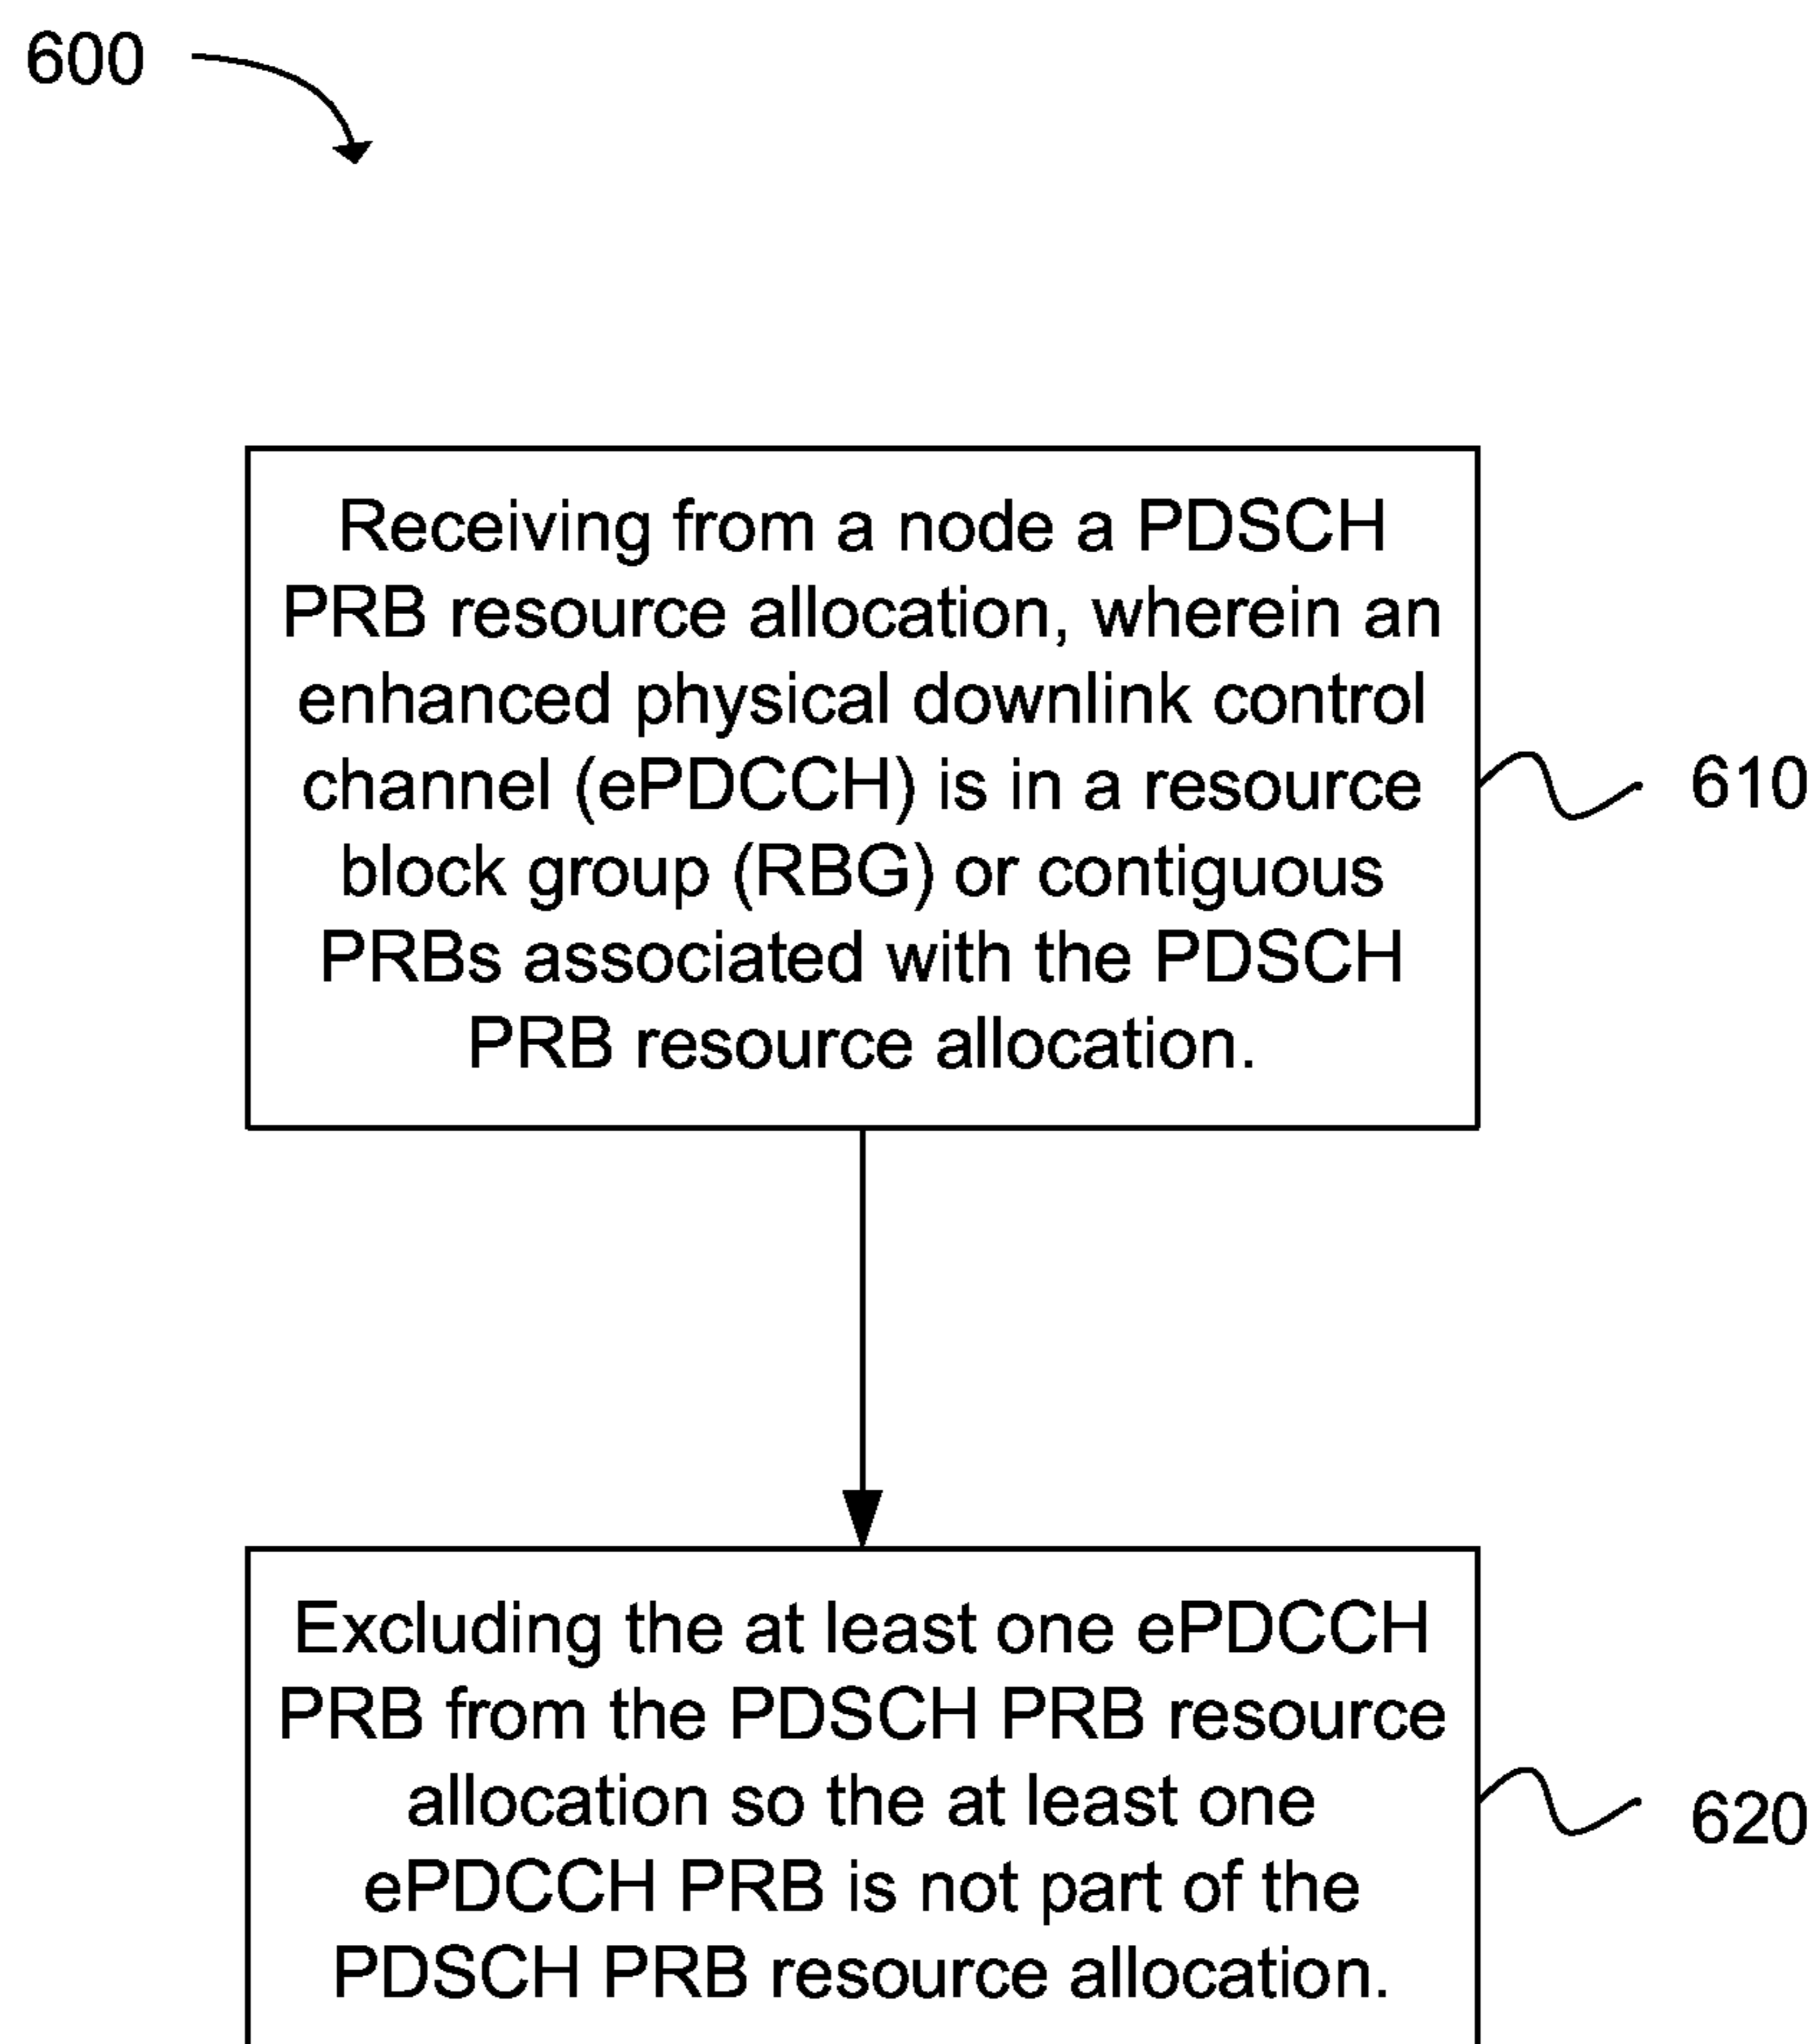 600
Receiving from a node a PDSCH
PRB resource allocation, wherein an
enhanced physical downlink control
channel (ePDCCH) is in a resource
block group (RBG) or contiguous
PRBs associated with the PDSCH
PRB resource allocation.
610
Excluding the at least one ePDCCH
PRB from the PDSCH PRB resource
allocation so the at least one
ePDCCH PRB is not part of the
PDSCH PRB resource allocation.
620